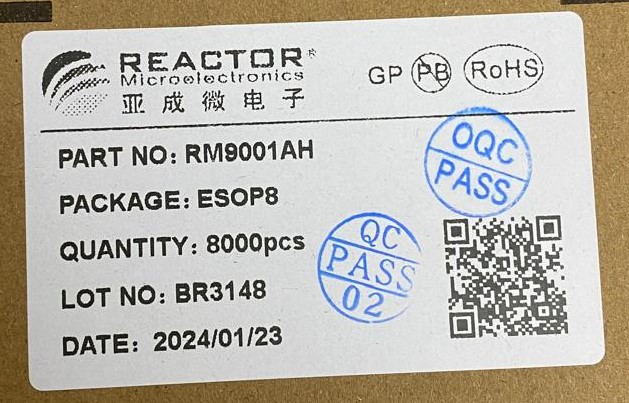 REACTOR®
Microelectronics
亚成微电子
GP PB RoHS
PART NO: RM9001AH
PACKAGE: ESOP8
QUANTITY: 8000pcs
LOT NO: BR3148
DATE: 2024/01/23
OQC
PASS
QC
PASS
02